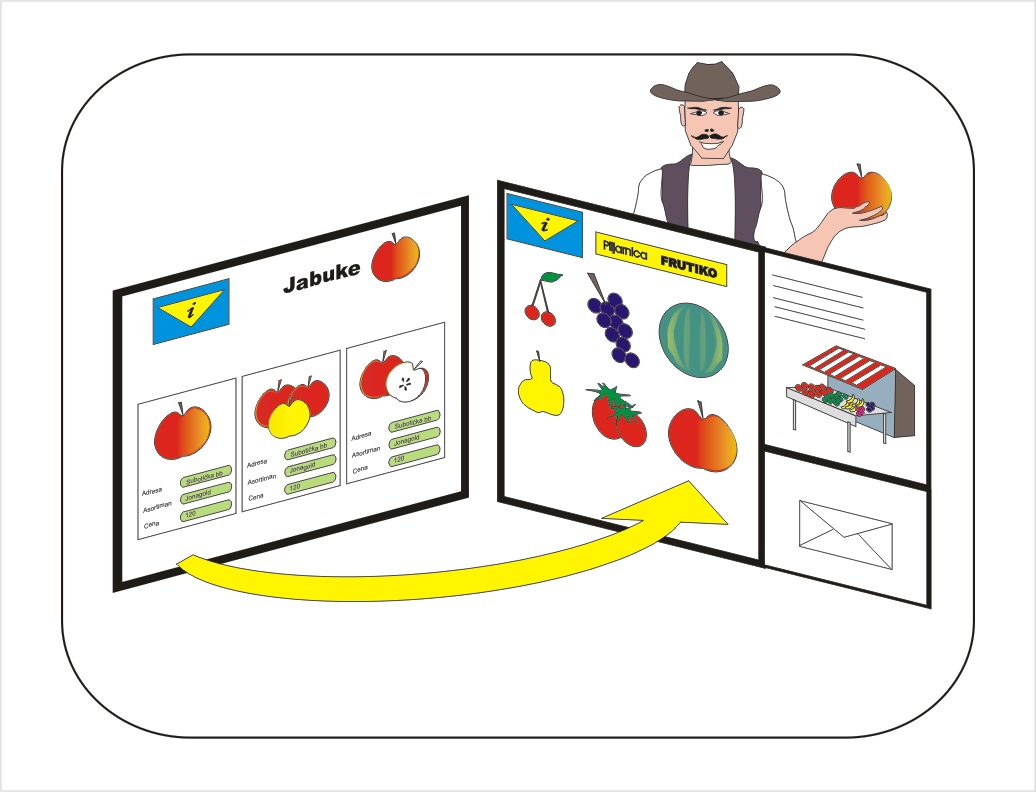 i
Jabuke
Adresa Subotička bb
Asortiman Jonagold
Cena 120
Adresa Subotička bb
Asortiman Jonagold
Cena 120
Adresa Subotička bb
Asortiman Jonagold
Cena 120
i
Piljarnica FRUTIKO